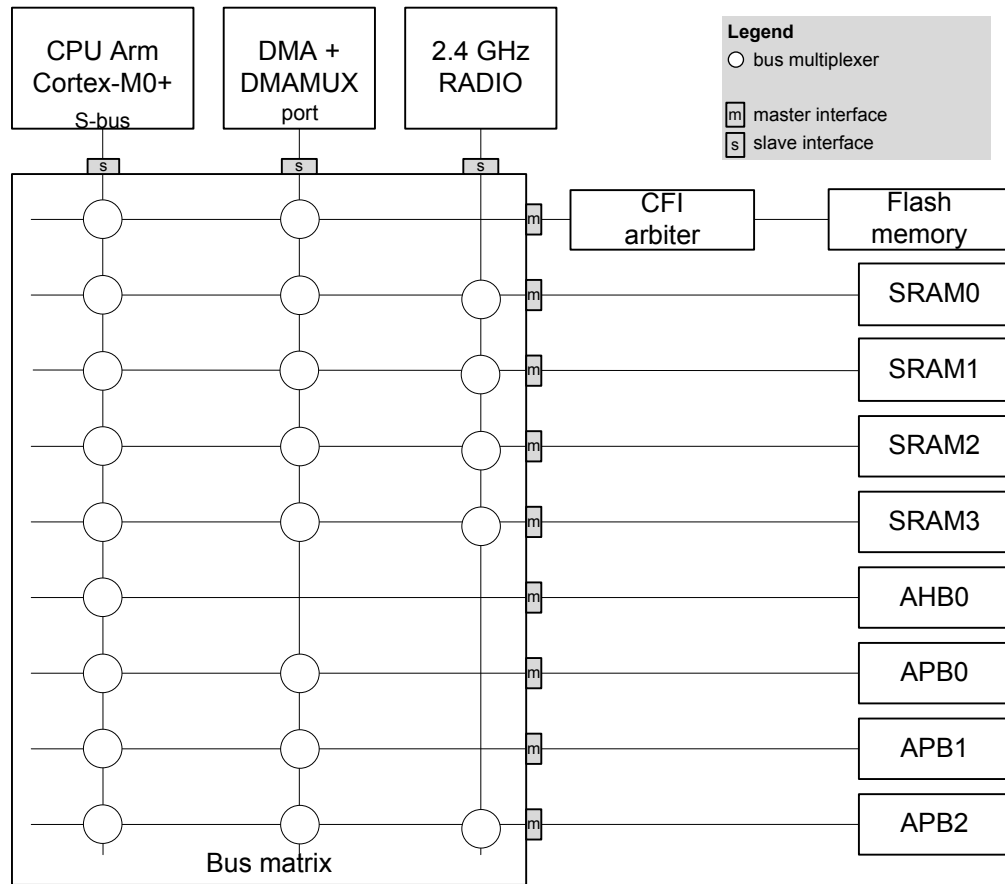 CPU Arm
Cortex-M0+
S-bus
DMA +
DMAMUX
port
2.4 GHz
RADIO
Legend
bus multiplexer
m master interface
s slave interface
s
s
s
m
CFI
arbiter
Flash
memory
m
SRAM0
m
SRAM1
m
SRAM2
m
SRAM3
m
AHB0
m
APB0
m
APB1
m
APB2
Bus matrix